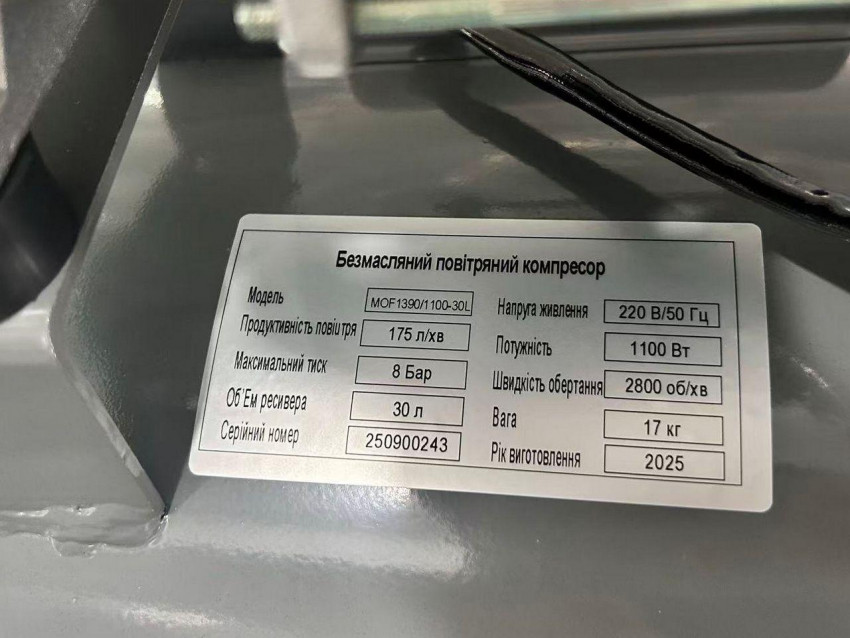 Безмасляний повітряний компресор
Модель MOF1390/1100-30L
Продуктивність повіитря 175 л/хв
Максимальний тиск 8 Бар
Об'Ем ресивера 30 л
Серійний номер 250900243
Напруга живлення 220 В/50 Гц
Потужність 1100 Вт
Швидкість обертання 2800 об/хв
Вага 17 кг
Рік виготовлення 2025